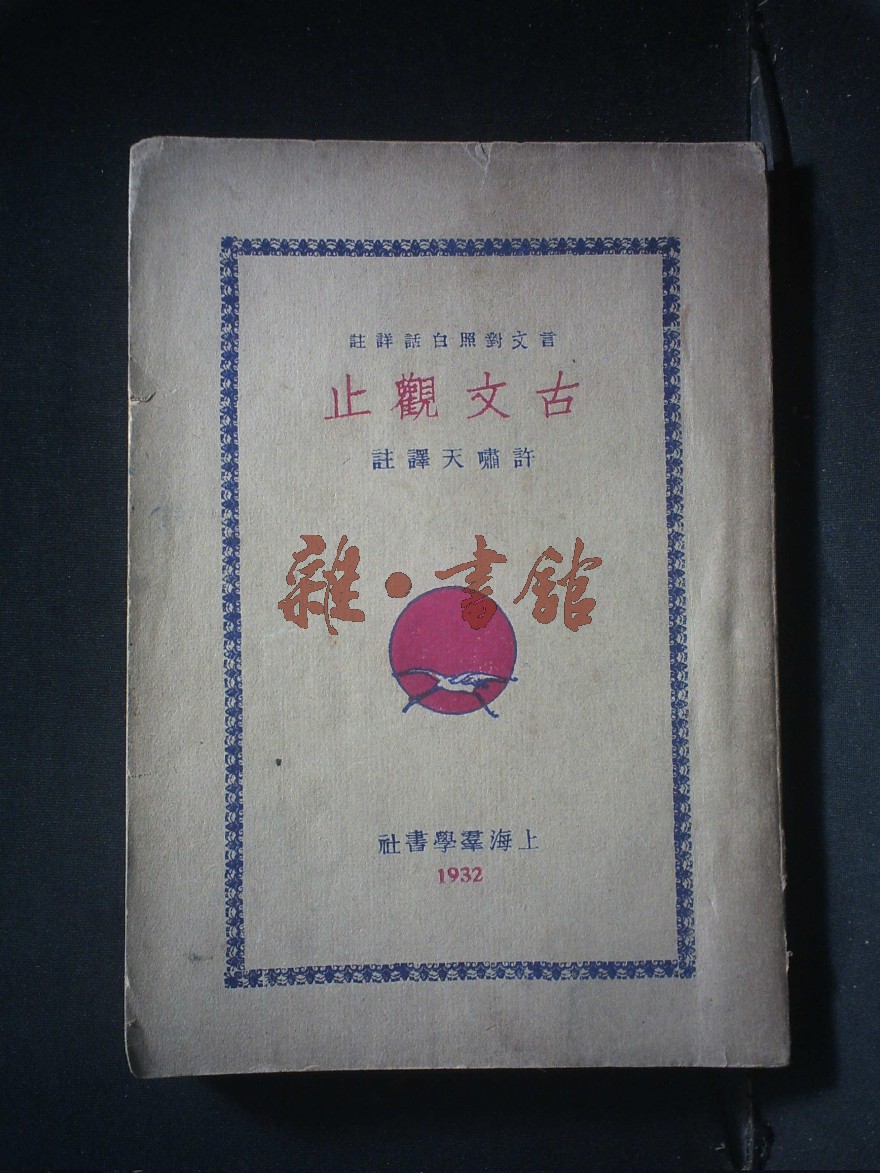 言文對照白話詳註
古文觀止
許嘯天譯註
雜·書館
上海羣學書社
1932